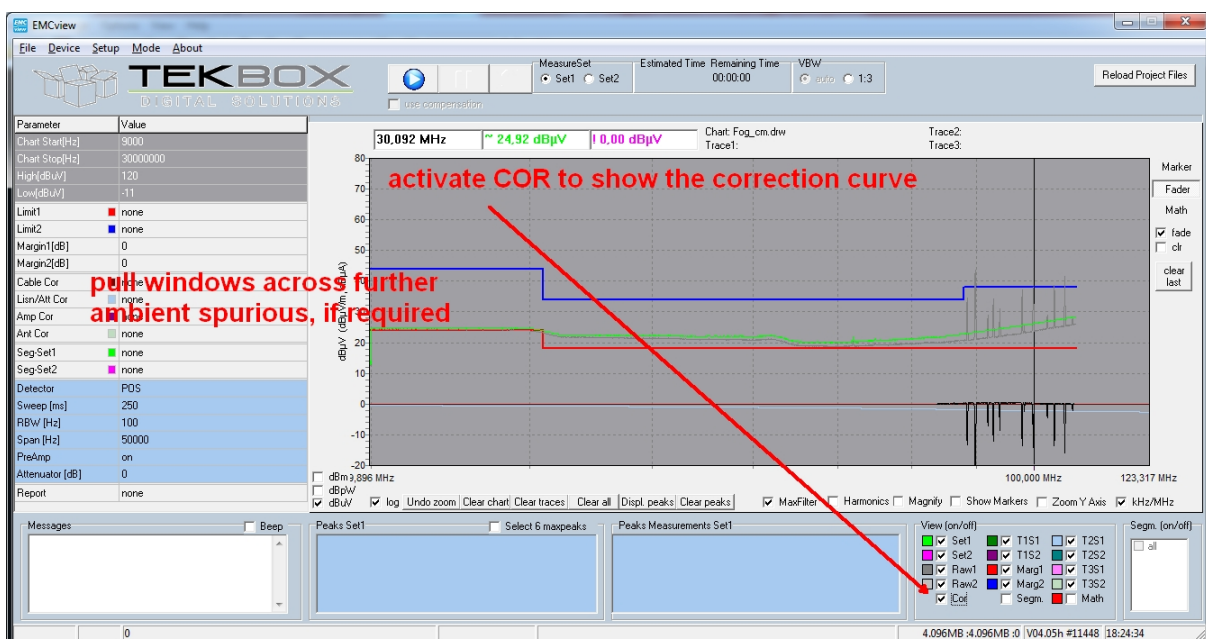 EMCview
File Device Setup Mode About
TEKBOX
DIGITAL SOLUTIONS
MeasureSet
Set1 Set2
Estimated Time Remaining Time
00:00:00
VBW
auto 1:3
Reload Project Files
use compensation
Parameter Value
Chart Start[Hz] 9000
Chart Stop[Hz] 30000000
High[dBuV] 120
Low[dBuV] -11
Limit1 none
Limit2 none
Margin1[dB] 0
Margin2[dB] 0
Cable Cor none
Lisn/Att Cor none
Amp Cor none
Ant Cor none
Seg-Set1 none
Seg-Set2 none
Detector POS
Sweep [ms] 250
RBW [Hz] 100
Span [Hz] 50000
PreAmp on
Attenuator [dB] 0
Report none
30,092 MHz
~ 24,92 dBµV
! 0,00 dBµV
Chart: Fog_cm.drw
Trace1:
Trace2:
Trace3:
activate COR to show the correction curve
pull windows across further
ambient spurious, if required
80
70
60
50
20
10
0
-10
-20
9,896 MHz
100,000 MHz
123,317 MHz
Marker
Fader
Math
fade
clr
clear
last
dBm
dBpW
dBuV
log Undo zoom Clear chart Clear traces Clear all Displ. peaks Clear peaks MaxFilter Harmonics Magnify Show Markers Zoom Y Axis kHz/MHz
Messages Beep
Peaks Set1 Select 6 maxpeaks
Peaks Measurements Set1
View (on/off)
Set1 T1S1 T2S1
Set2 T1S2 T2S2
Raw1 Marg1 T3S1
Raw2 Marg2 T3S2
Cor Segm. Math
Segm. (on/off)
all
0
4.096MB :4.096MB :0 V04.05h #11448 18:24:34